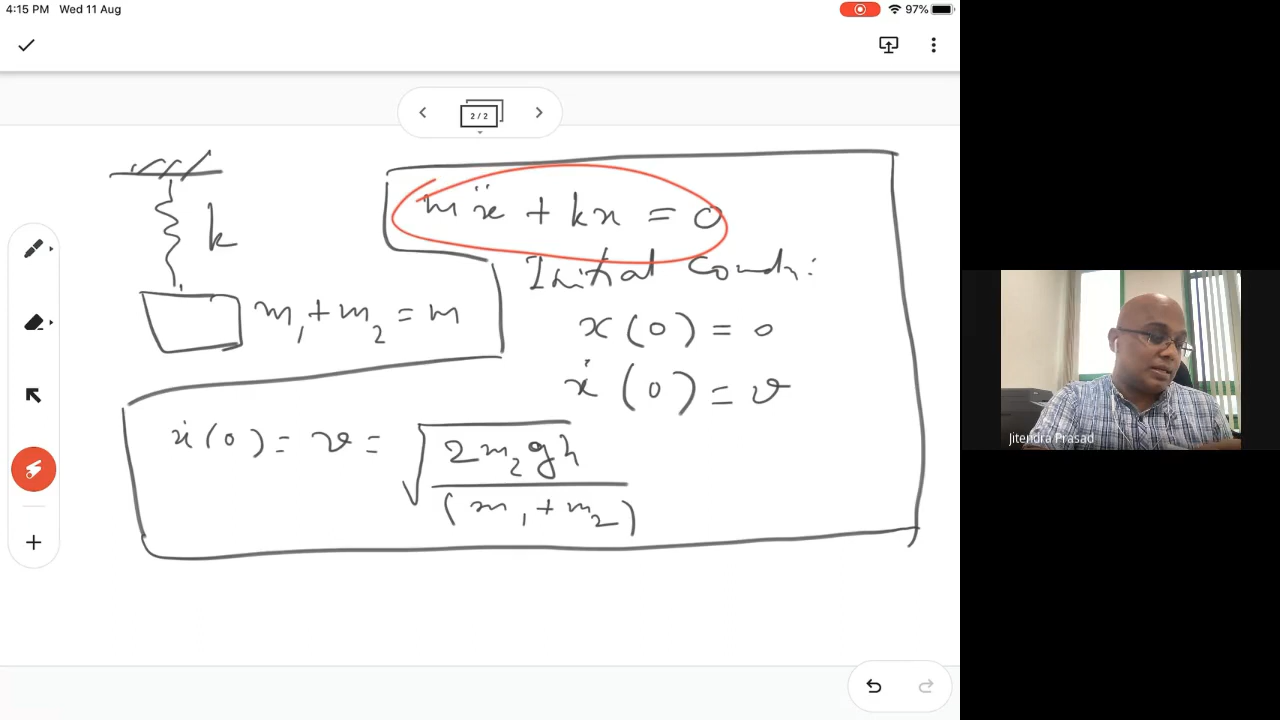 4:15 PM Wed 11 Aug
97%
2 / 2
mẍ + kx = 0
k
Initial Condn:
m₁ + m₂ = m
x(0) = 0
ẋ(0) = v
ẋ(0) = v = √(2m₂gh / (m₁ + m₂))
Jitendra Prasad